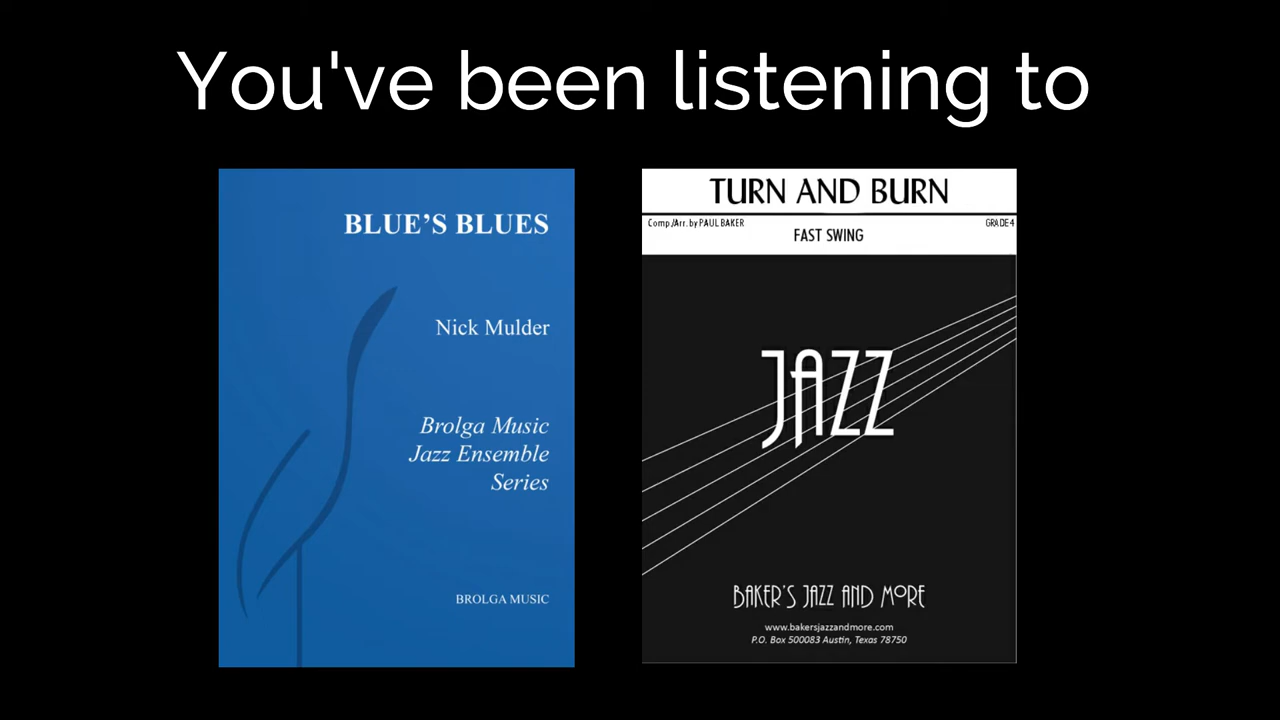 You've been listening to
BLUE'S BLUES
Nick Mulder
Brolga Music
Jazz Ensemble
Series
BROLGA MUSIC
TURN AND BURN
Comp./Arr. by PAUL BAKER
GRADE 4
FAST SWING
JAZZ
BAKER'S JAZZ AND MORE
www.bakersjazzandmore.com
P.O. Box 500083 Austin, Texas 78750